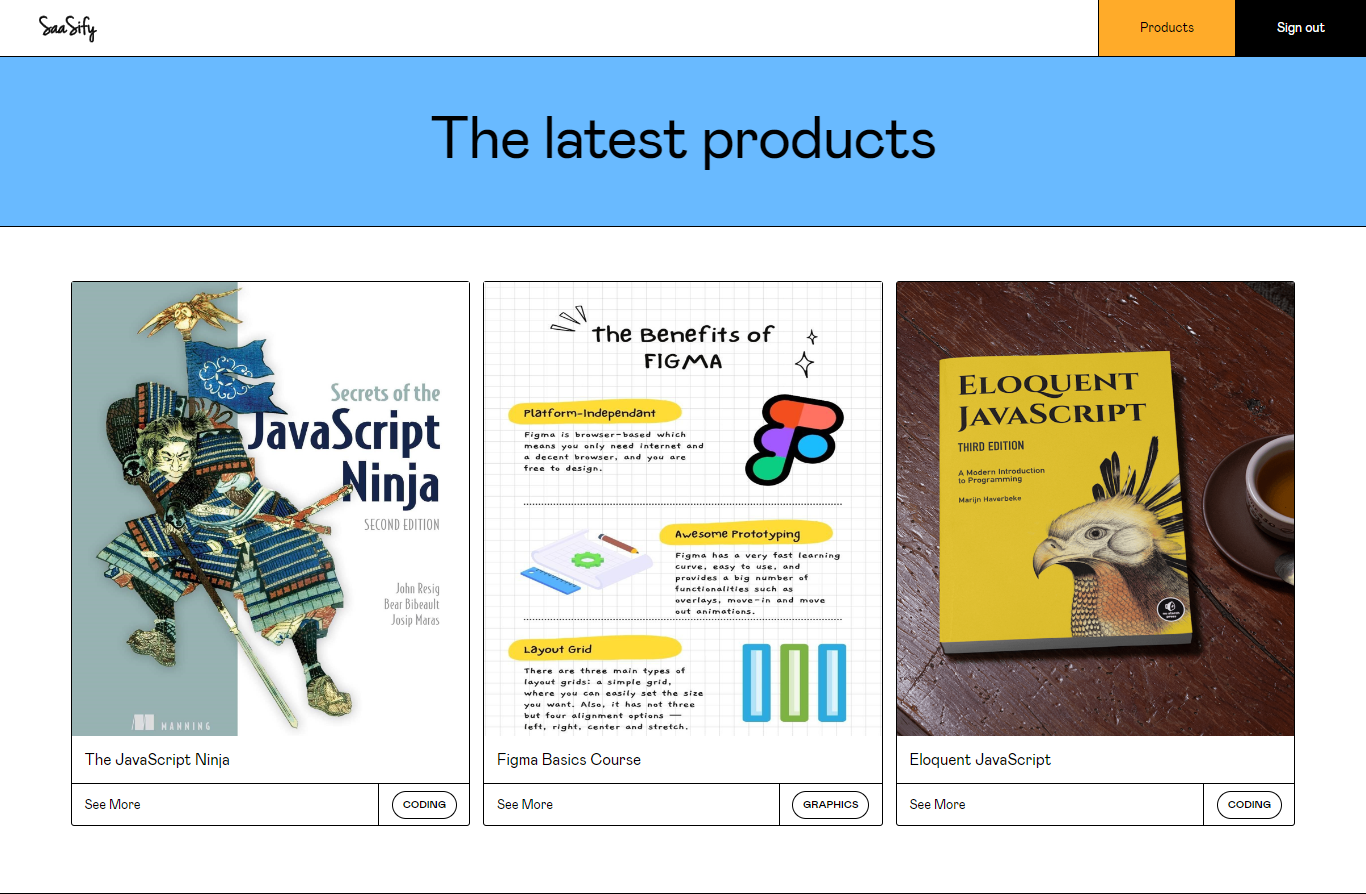 SaaSify
Products
Sign out
The latest products
Secrets of the
JavaScript
Ninja
SECOND EDITION
John Resig
Bear Bibeault
Josip Maras
MANNING
The JavaScript Ninja
See More
CODING
The Benefits of
FIGMA
Platform-Independant
Figma is browser-based which
means you only need internet and
a decent browser, and you are
free to design.
Awesome Prototyping
Figma has a very fast learning
curve, easy to use, and
provides a big number of
functionalities such as
overlays, move-in and move
out animations.
Layout Grid
There are three main types of
layout grids: a simple grid,
where you can easily set the size
you want. Also, it has not three
but four alignment options —
left, right, center and stretch.
Figma Basics Course
See More
GRAPHICS
ELOQUENT
JAVASCRIPT
THIRD EDITION
A Modern Introduction
to Programming
Marijn Haverbeke
Eloquent JavaScript
See More
CODING